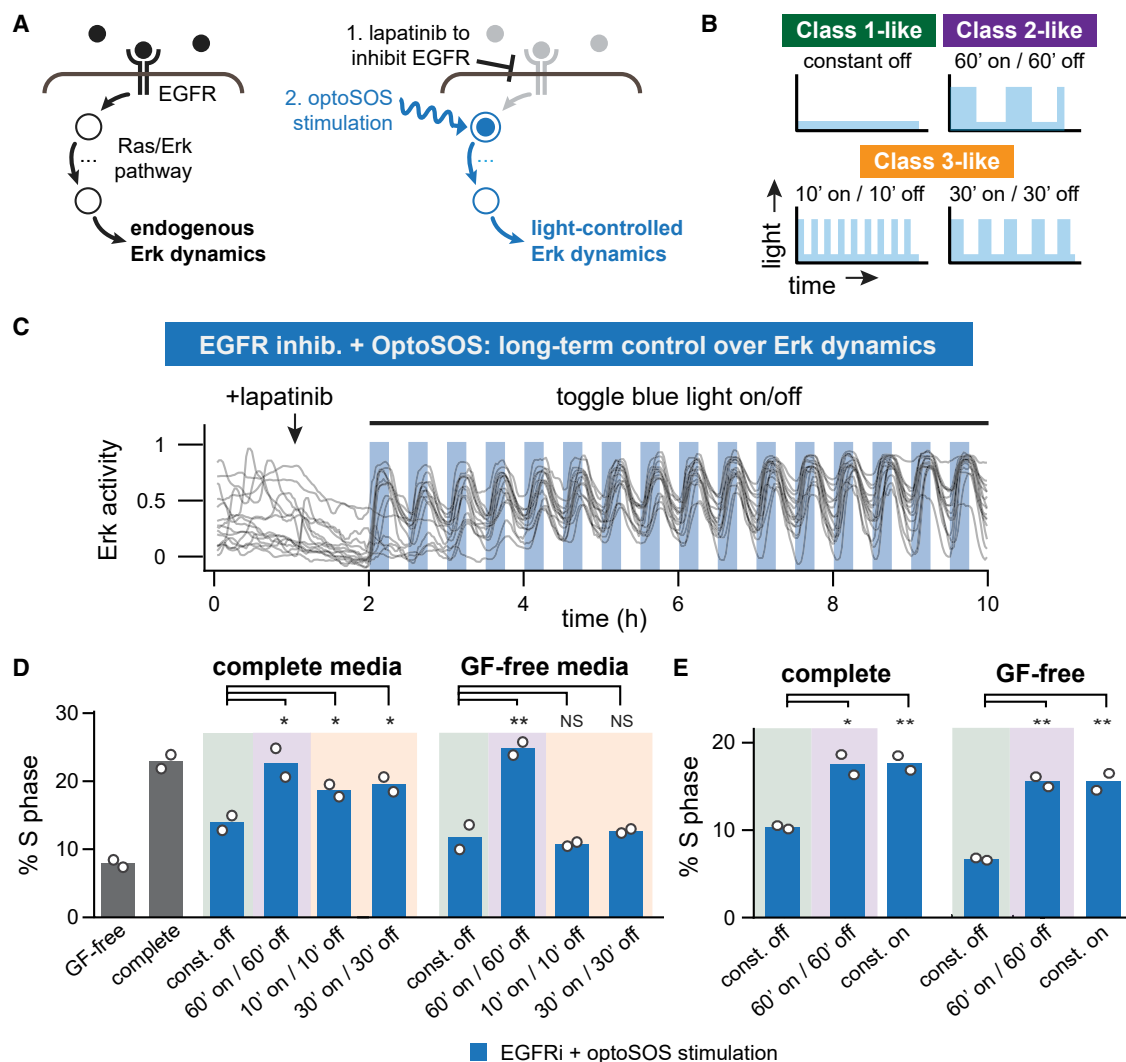 A
EGFR
...
Ras/Erk
pathway
endogenous
Erk dynamics
1. lapatinib to
inhibit EGFR
2. optoSOS
stimulation
...
light-controlled
Erk dynamics
B
Class 1-like
constant off
Class 2-like
60' on / 60' off
Class 3-like
10' on / 10' off
30' on / 30' off
light
time
C
EGFR inhib. + OptoSOS: long-term control over Erk dynamics
+lapatinib
toggle blue light on/off
Erk activity
1
0.5
0
0
2
4
6
8
10
time (h)
D
complete media
GF-free media
* * *
** NS NS
% S phase
30
20
10
0
GF-free
complete
const. off
60' on / 60' off
10' on / 10' off
30' on / 30' off
const. off
60' on / 60' off
10' on / 10' off
30' on / 30' off
E
complete
GF-free
* **
** **
% S phase
20
10
0
const. off
60' on / 60' off
const. on
const. off
60' on / 60' off
const. on
EGFRi + optoSOS stimulation